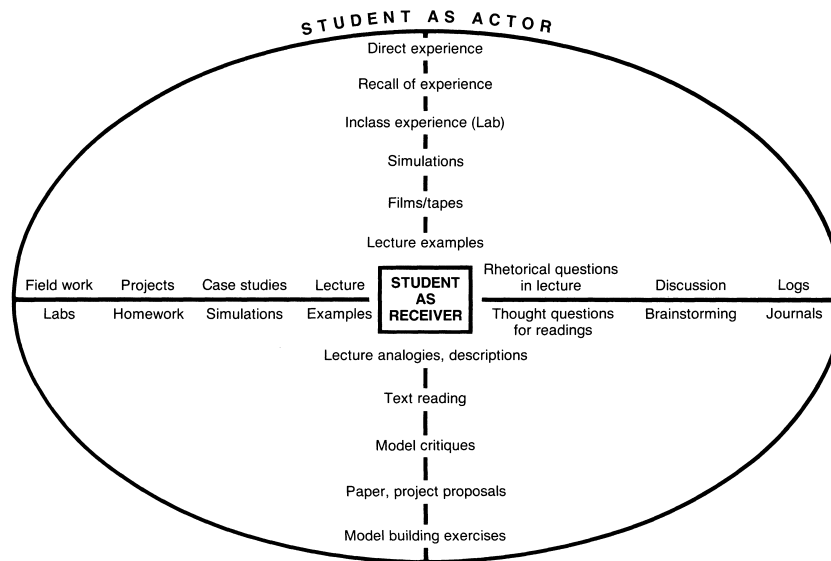 STUDENT AS ACTOR
Direct experience
Recall of experience
Inclass experience (Lab)
Simulations
Films/tapes
Lecture examples
Field work
Projects
Case studies
Lecture
Labs
Homework
Simulations
Examples
STUDENT
AS
RECEIVER
Rhetorical questions
in lecture
Discussion
Logs
Thought questions
for readings
Brainstorming
Journals
Lecture analogies, descriptions
Text reading
Model critiques
Paper, project proposals
Model building exercises